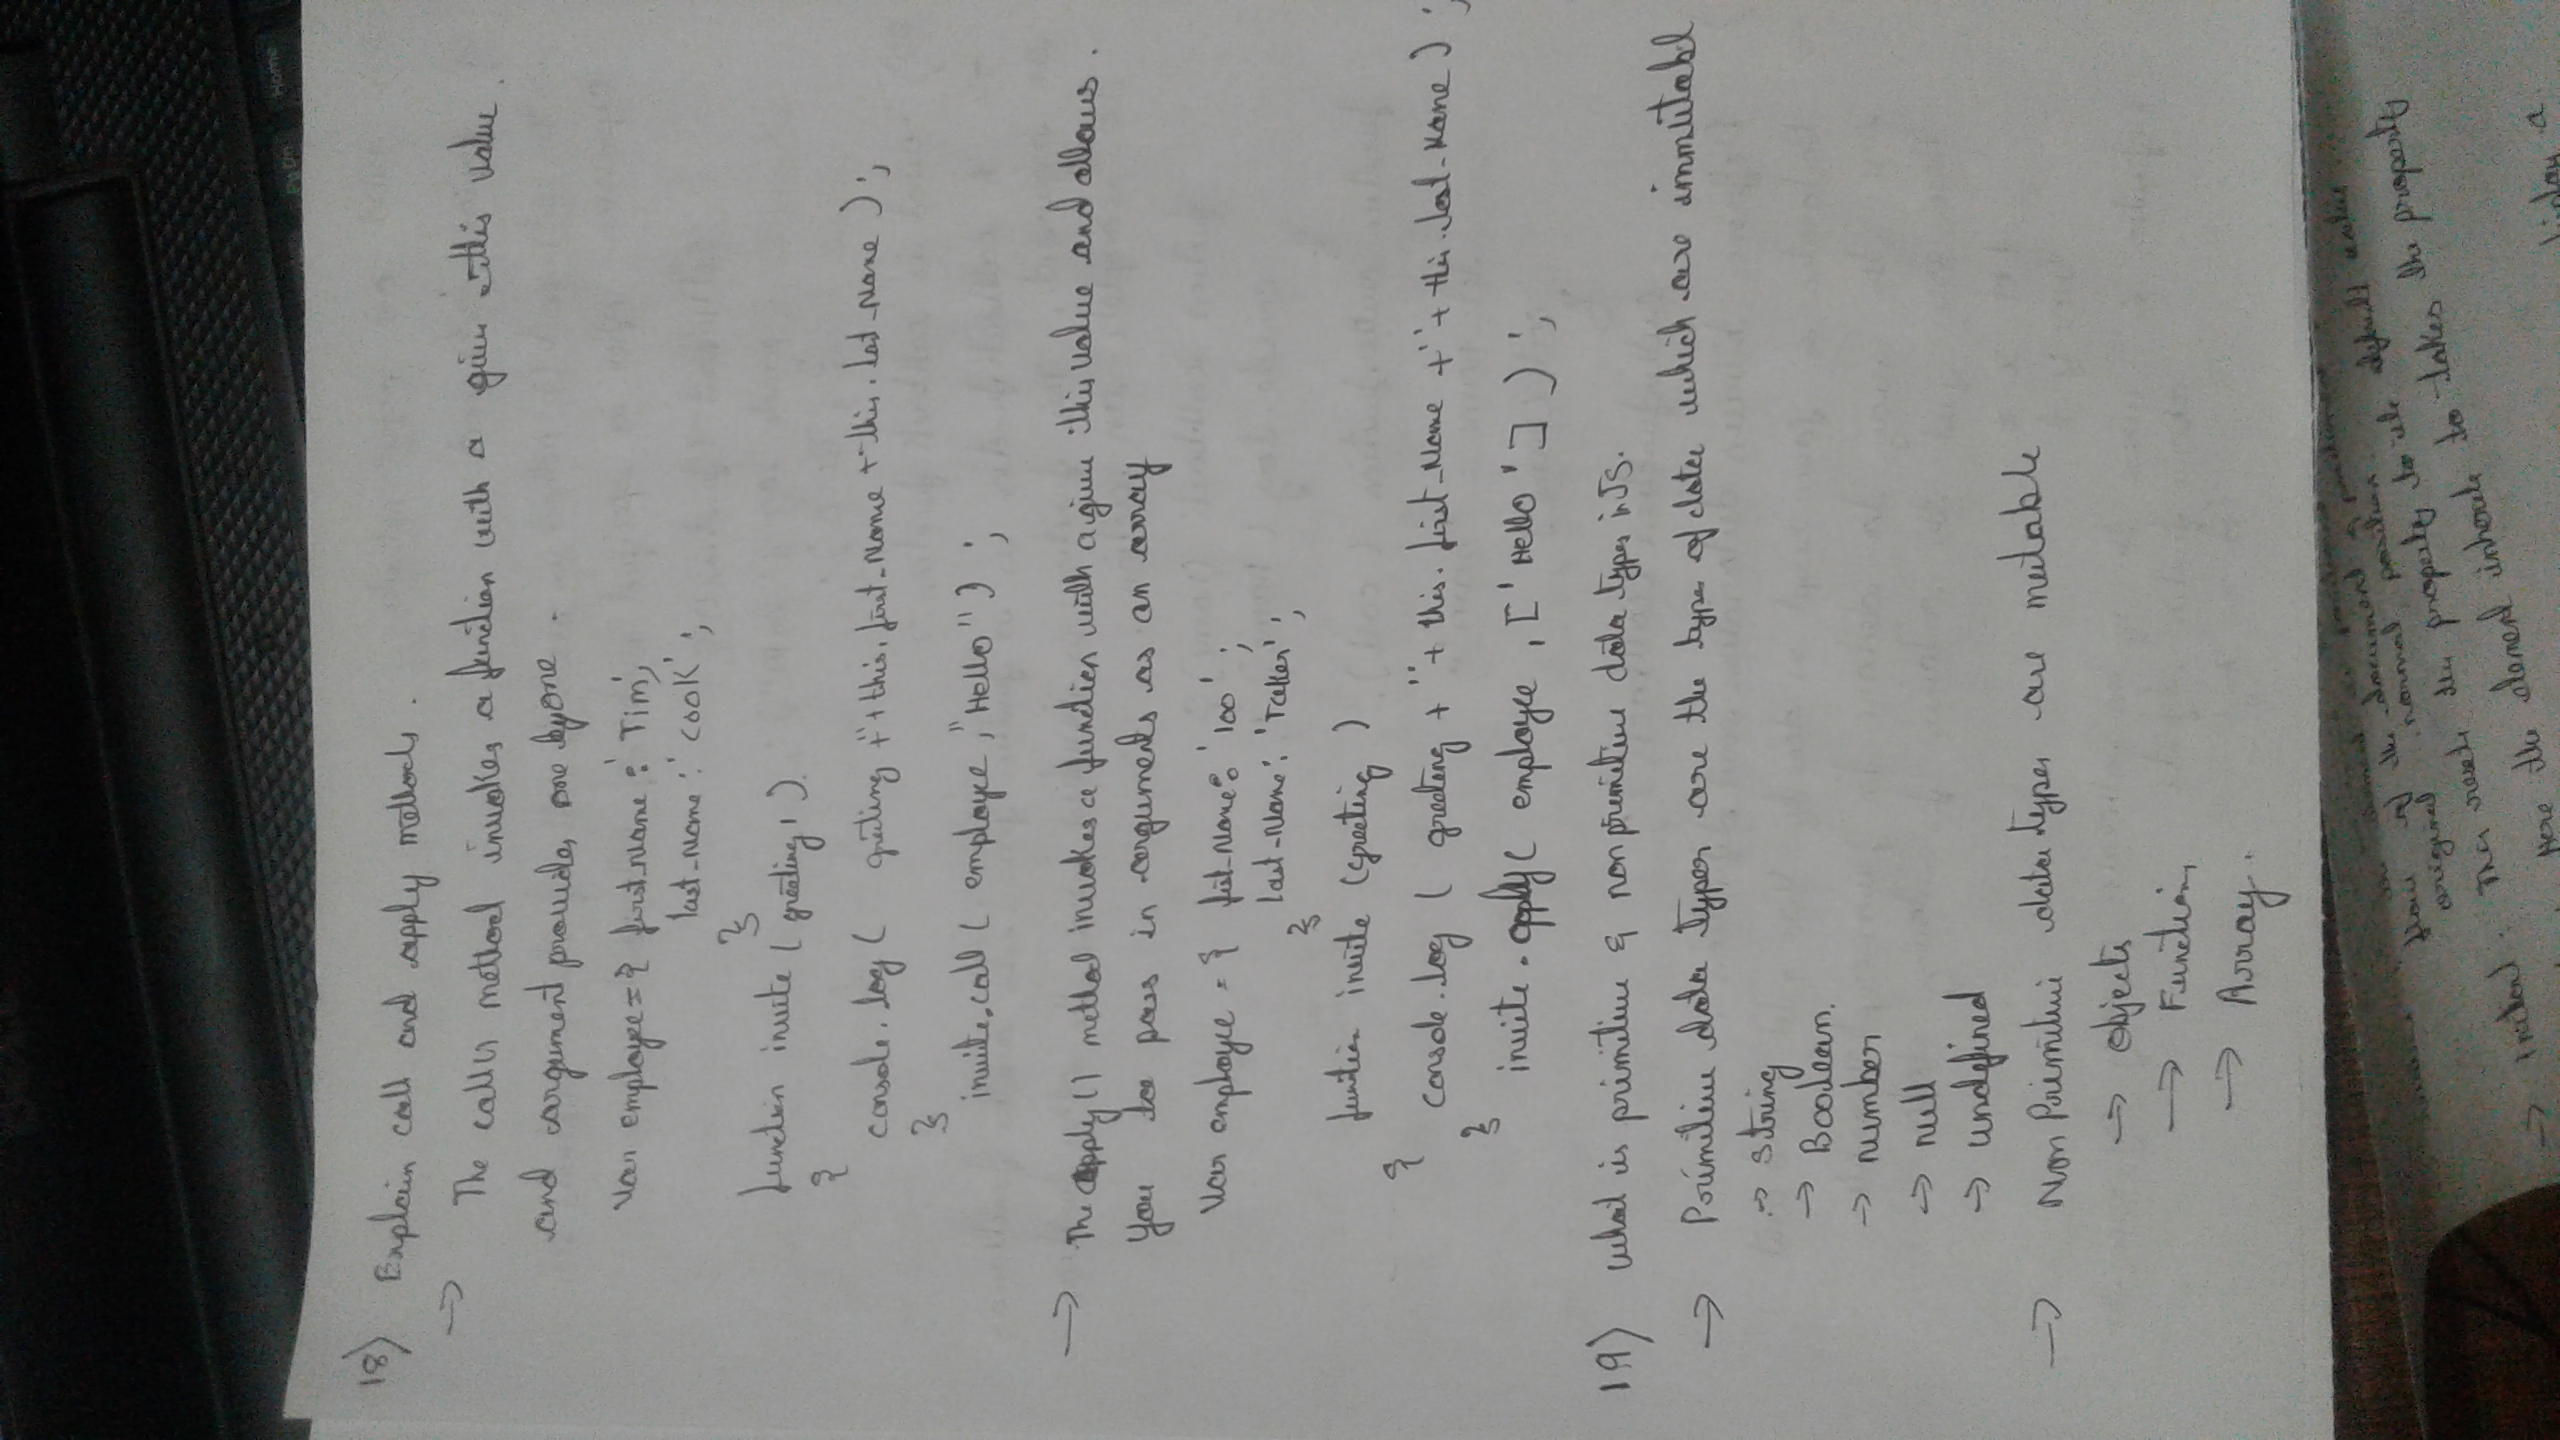 Pg Dn
Home
18) Explain call and apply methods.
→ The call() method invokes a function with a given this value.
and argument provides one by one.
Var employee = { first_Name : 'Tim',
last_Name : 'Cook' ;
}
function invite ( greeting1 )
{
console.log ( greeting +""+ this.first_Name + this.last_Name ) ;
}
invite.call ( employee , "Hello" ) ;
→ The apply() method invokes a function with a given this value and allows.
you to pass in arguments as an array
Var employee = { fist_Name : '100' ;
last_Name :
}
function invite (greeting )
{
console.log ( greeting + "+ this.first_Name +''+ this.last_Name ) ;
}
invite.apply( employee , ['Hello'] ) ;
19) what is primitive & non primitive data types in JS.
→ Primitive data types are the type of data which are immutabl
→ string
→ Boolean.
→ number
→ null
→ undefined
→ Non Primitive data types are mutable
→ objects
→ Functions
→ Array.
flow of the document
original normal position.
→ initial : This resets the property to its default value.
Here the element inherits to takes the property
display a